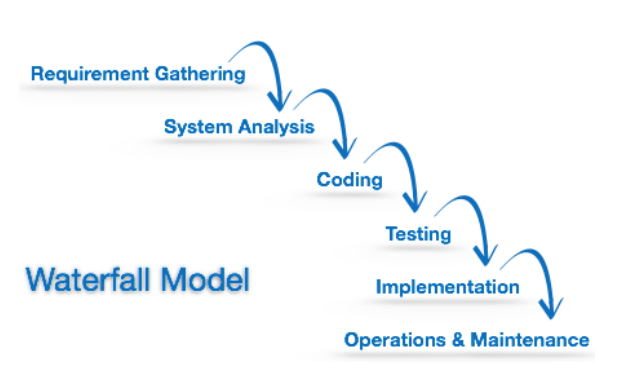 Requirement Gathering
System Analysis
Coding
Testing
Waterfall Model
Implementation
Operations & Maintenance